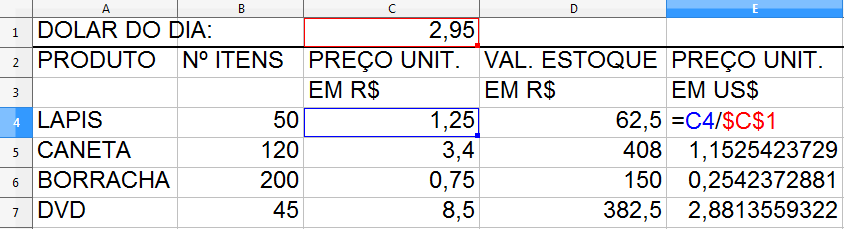 A B C D E
1 DOLAR DO DIA: 2,95
2 PRODUTO Nº ITENS PREÇO UNIT. VAL. ESTOQUE PREÇO UNIT.
3 EM R$ EM R$ EM US$
4 LAPIS 50 1,25 62,5 =C4/$C$1
5 CANETA 120 3,4 408 1,1525423729
6 BORRACHA 200 0,75 150 0,2542372881
7 DVD 45 8,5 382,5 2,8813559322